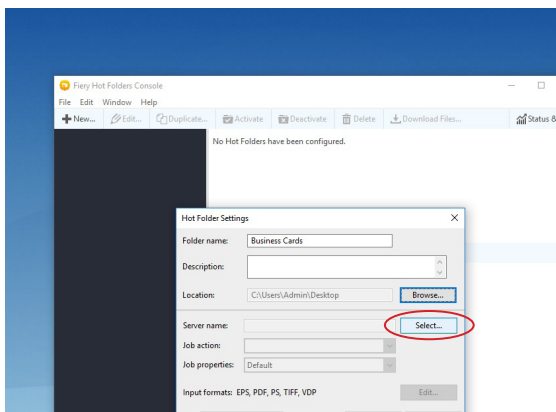 Fiery Hot Folders Console
File Edit Window Help
New... Edit... Duplicate... Activate Deactivate Delete Download Files... Status &
No Hot Folders have been configured.
Hot Folder Settings
Folder name: Business Cards
Description:
Location: C:\Users\Admin\Desktop Browse...
Server name: Select...
Job action:
Job properties: Default
Input formats: EPS, PDF, PS, TIFF, VDP Edit...